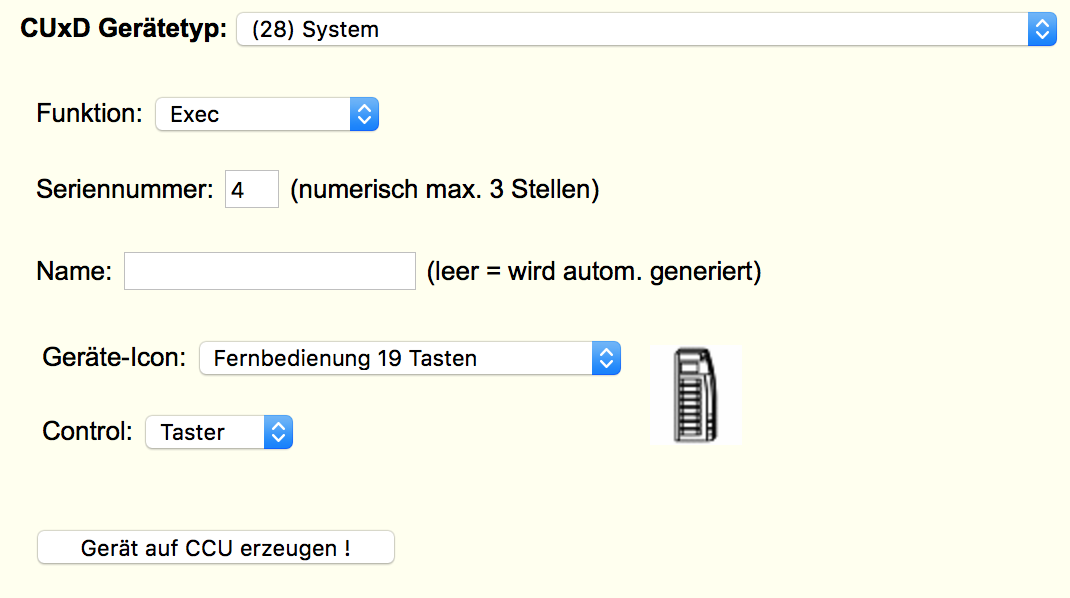 CUxD Gerätetyp: (28) System
Funktion: Exec
Seriennummer: 4 (numerisch max. 3 Stellen)
Name: (leer = wird autom. generiert)
Geräte-Icon: Fernbedienung 19 Tasten
Control: Taster
Gerät auf CCU erzeugen !